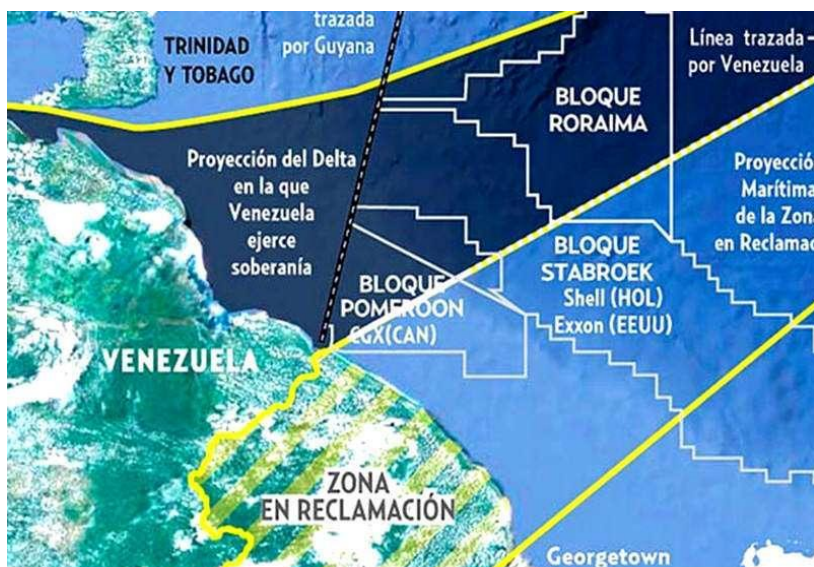 trazada
por Guyana
TRINIDAD
Y TOBAGO
Línea trazada
por Venezuela
BLOQUE
RORAIMA
Proyección del Delta
en la que
Venezuela
ejerce
soberanía
Proyecció
Marítima
de la Zona
en Reclamac
BLOQUE
STABROEK
Shell (HOL)
Exxon (EEUU)
BLOQUE
POMEROON
CGX(CAN)
VENEZUELA
ZONA
EN RECLAMACIÓN
Georgetown